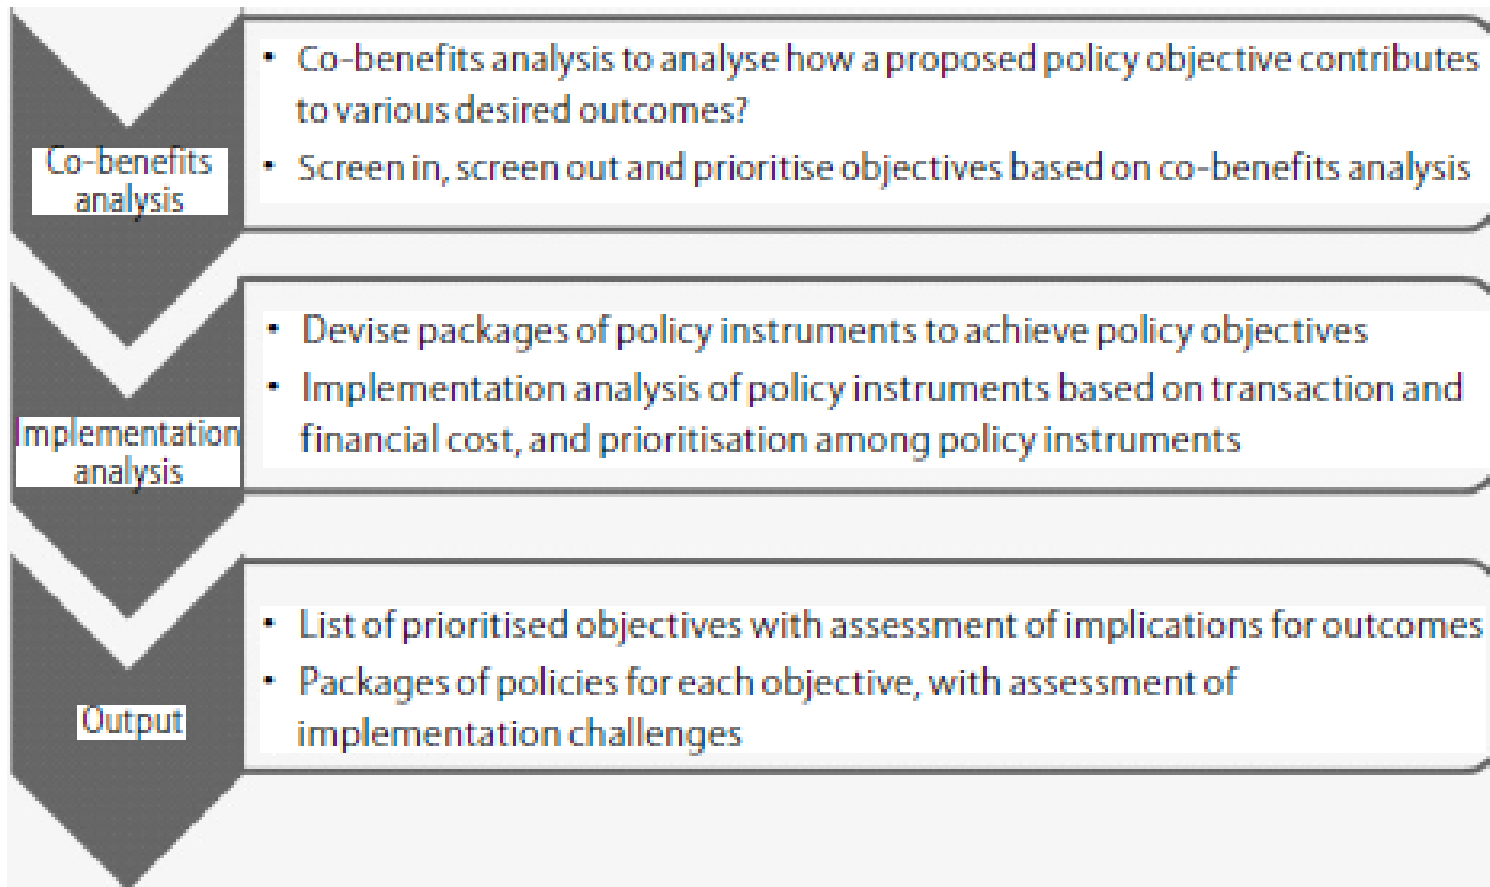 Co-benefits
analysis
• Co-benefits analysis to analyse how a proposed policy objective contributes
to various desired outcomes?
• Screen in, screen out and prioritise objectives based on co-benefits analysis
Implementation
analysis
• Devise packages of policy instruments to achieve policy objectives
• Implementation analysis of policy instruments based on transaction and
financial cost, and prioritisation among policy instruments
Output
• List of prioritised objectives with assessment of implications for outcomes
• Packages of policies for each objective, with assessment of
implementation challenges